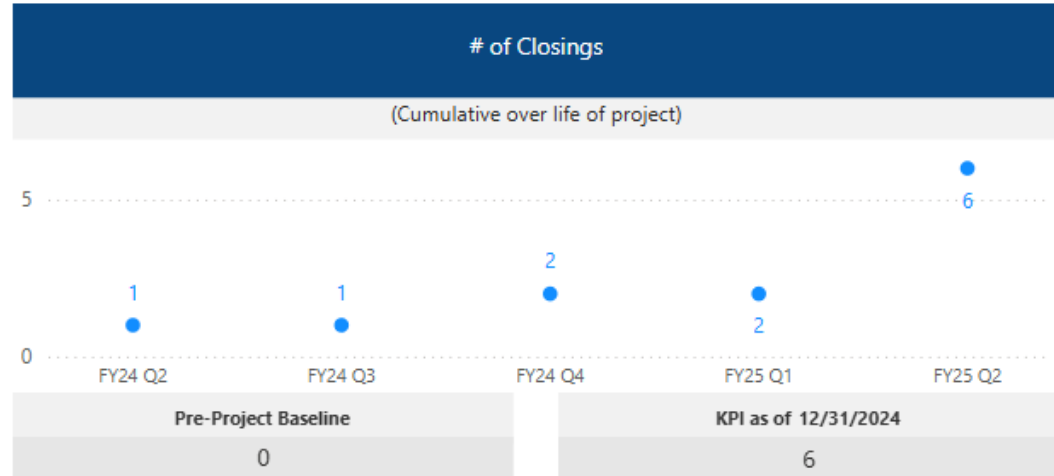 # of Closings
(Cumulative over life of project)
5
6
2
1
1
2
0
FY24 Q2
FY24 Q3
FY24 Q4
FY25 Q1
FY25 Q2
Pre-Project Baseline
KPI as of 12/31/2024
0
6